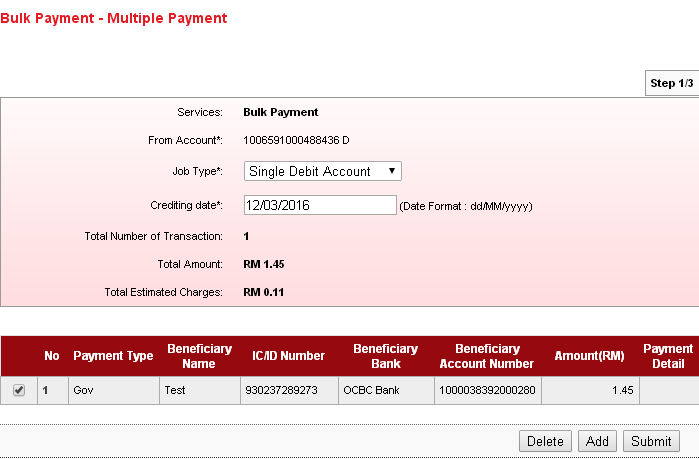 Bulk Payment - Multiple Payment
Step 1/3
Services: Bulk Payment
From Account*: 1006591000488436 D
Job Type*: Single Debit Account
Crediting date*: 12/03/2016 (Date Format : dd/MM/yyyy)
Total Number of Transaction: 1
Total Amount: RM 1.45
Total Estimated Charges: RM 0.11
No Payment Type Beneficiary Name IC/ID Number Beneficiary Bank Beneficiary Account Number Amount(RM) Payment Detail
1 Gov Test 930237289273 OCBC Bank 1000038392000280 1.45
Delete Add Submit